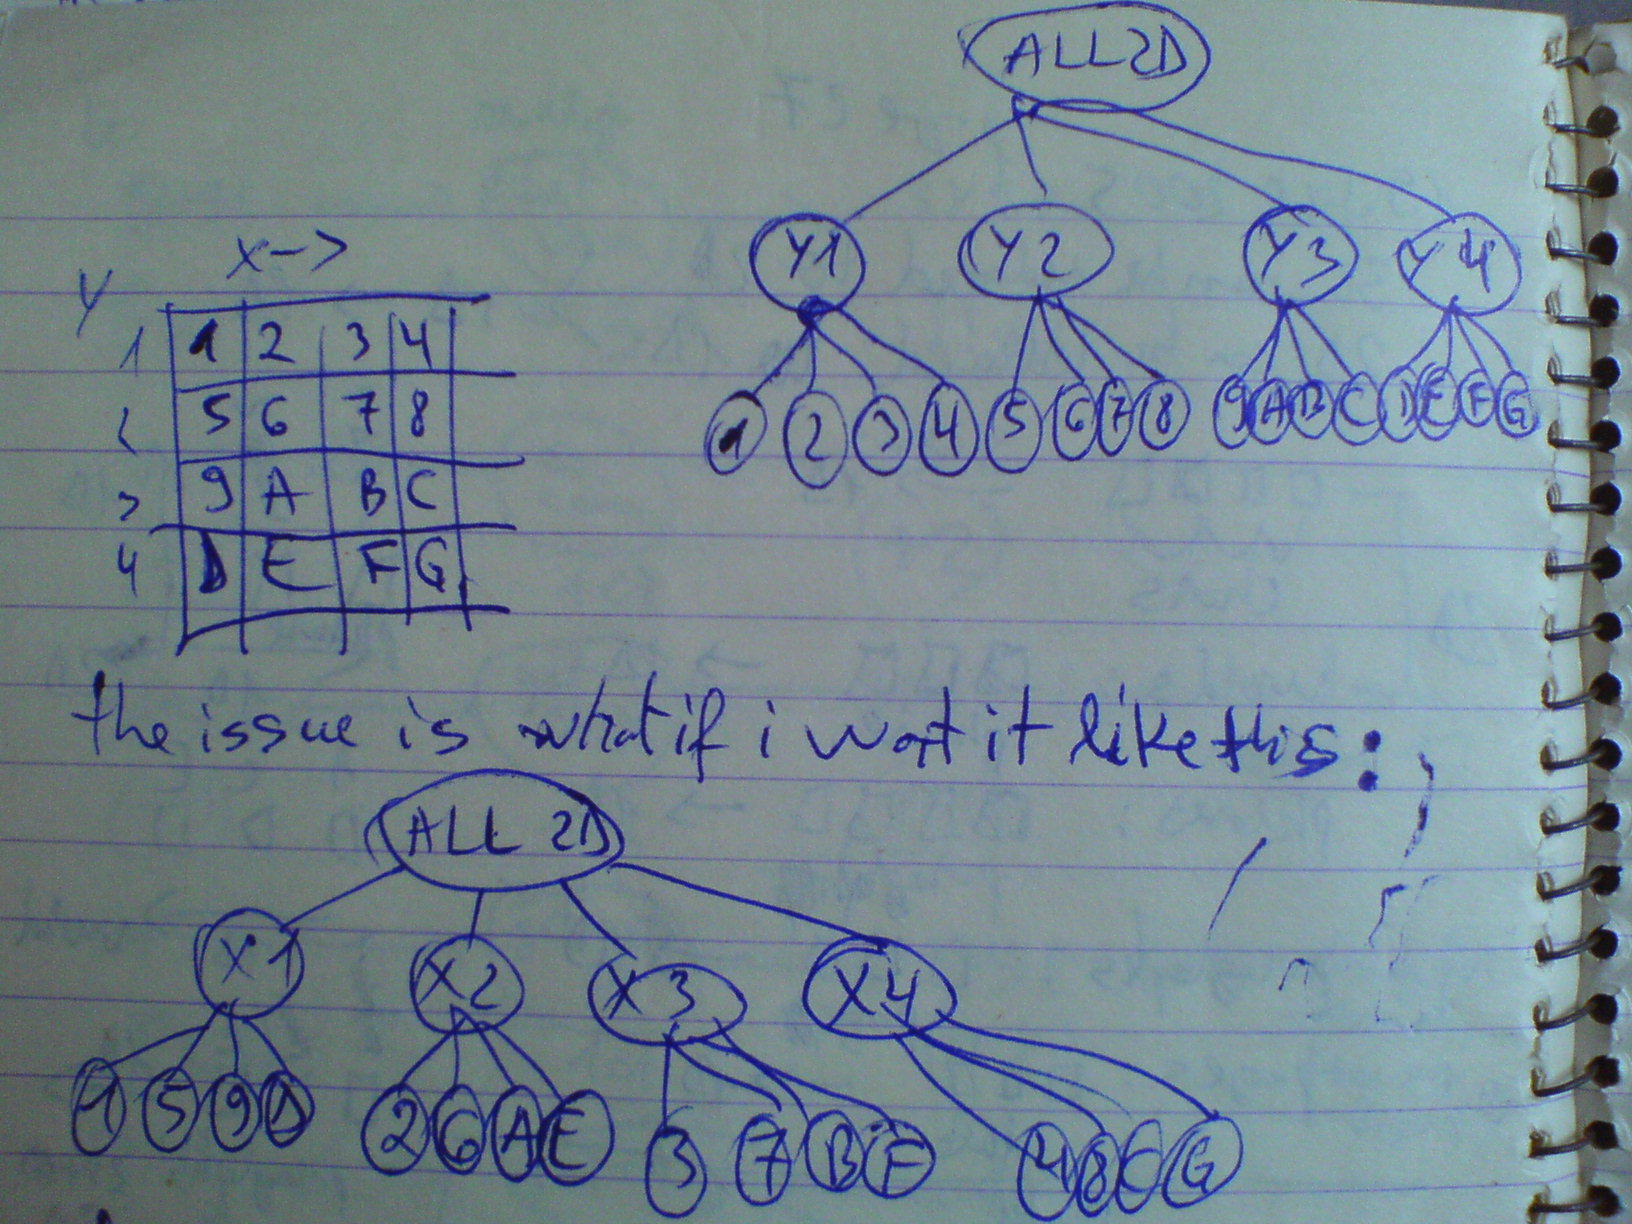 ALL 2D
Y1 Y2 Y3 Y4
1 2 3 4 5 6 7 8 9 A B C D E F G
X->
Y
1 1 2 3 4
2 5 6 7 8
3 9 A B C
4 D E F G
the issue is what if i want it like this:
ALL 2D
X1 X2 X3 X4
1 5 9 D 2 6 A E 3 7 B F 4 8 C G